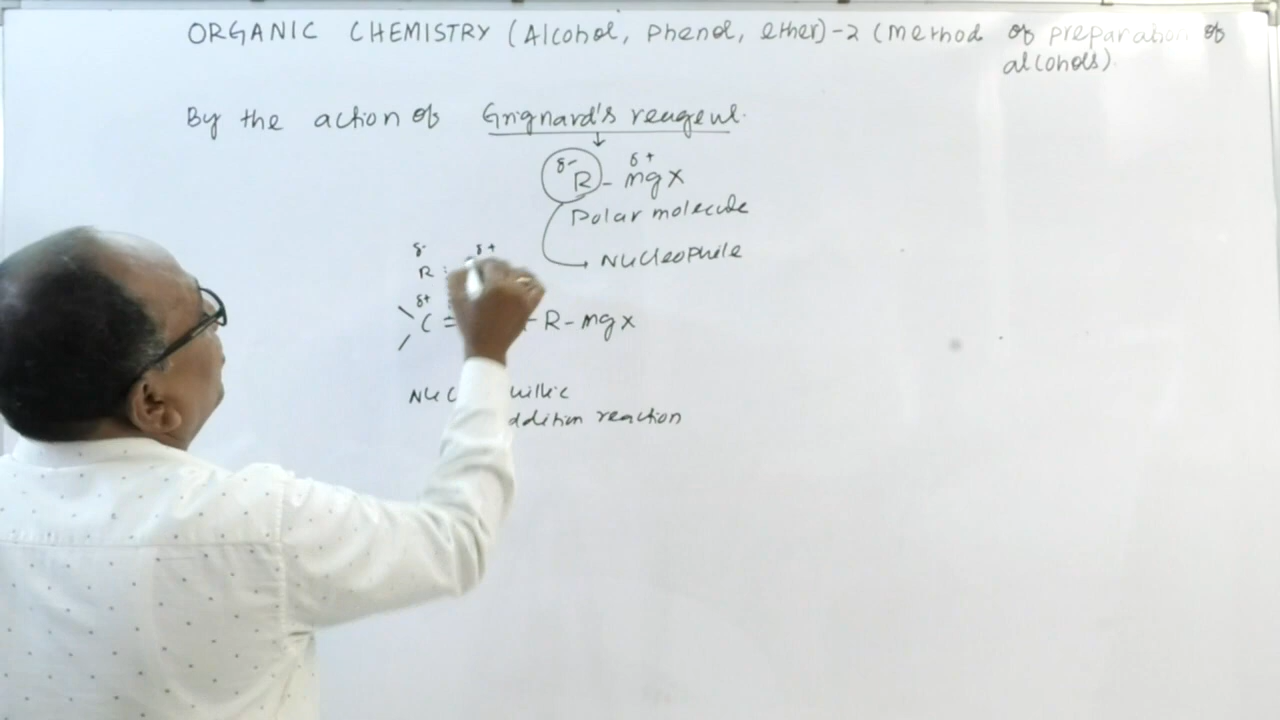 ORGANIC CHEMISTRY (Alcohol, Phenol, ether)-2 (Method of preparation of
alcohols)
By the action of Grignard's reagent.
δ- δ+
R - mgx
Polar molecule
Nucleophile
δ- δ+
R :
δ+
C = R - mgx
addition reaction